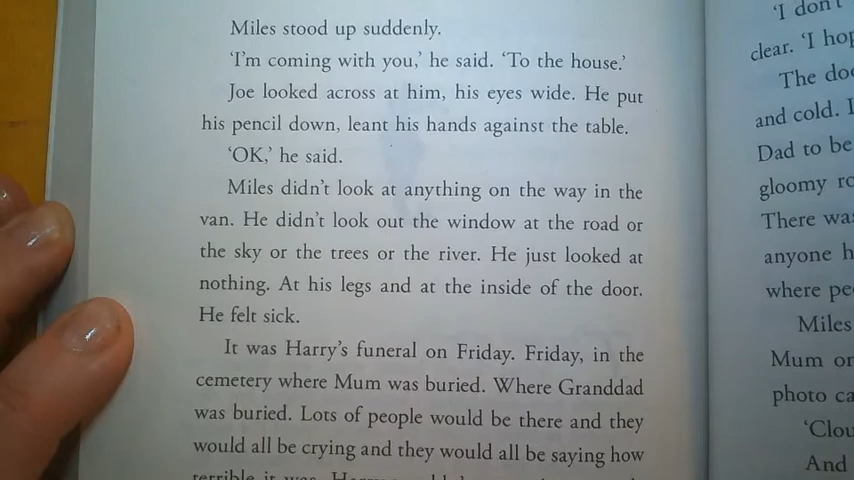 Miles stood up suddenly.
‘I’m coming with you,’ he said. ‘To the house.’
Joe looked across at him, his eyes wide. He put
his pencil down, leant his hands against the table.
‘OK,’ he said.
Miles didn’t look at anything on the way in the
van. He didn’t look out the window at the road or
the sky or the trees or the river. He just looked at
nothing. At his legs and at the inside of the door.
He felt sick.
It was Harry’s funeral on Friday. Friday, in the
cemetery where Mum was buried. Where Granddad
was buried. Lots of people would be there and they
would all be crying and they would all be saying how
terrible it was.
‘I don’t
clear. ‘I
The
and cold.
Dad to be
gloomy
There
anyone
where
Miles
Mum
photo
And